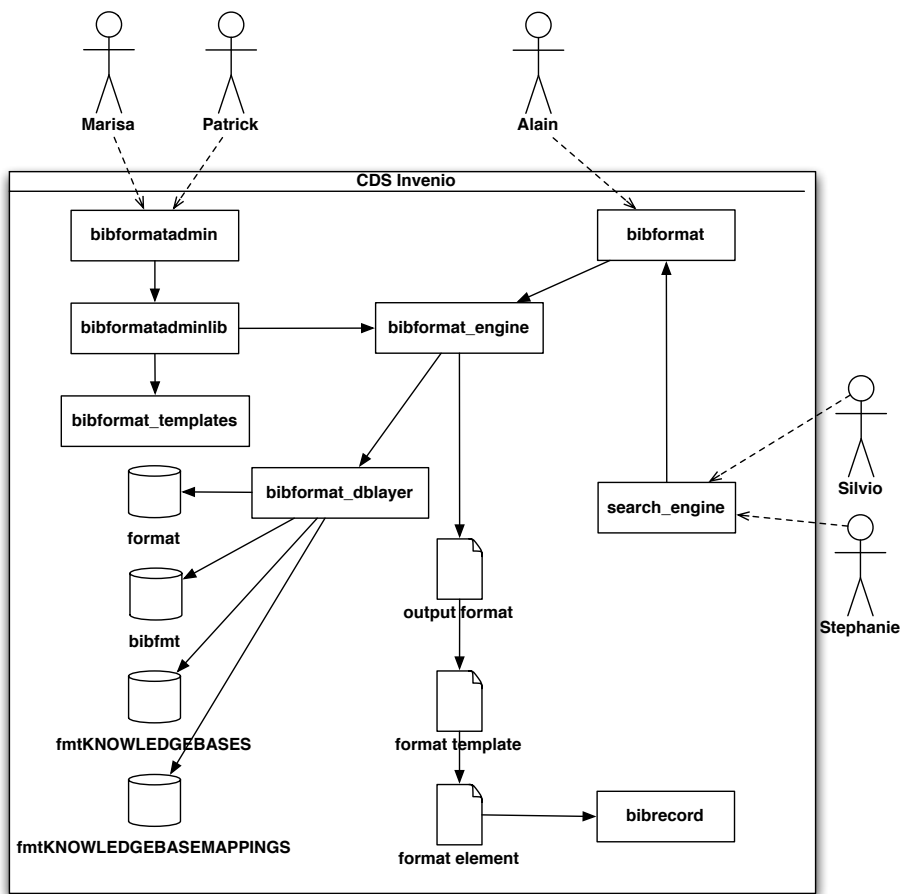 Marisa
Patrick
Alain
CDS Invenio
bibformatadmin
bibformat
bibformatadminlib
bibformat_engine
bibformat_templates
bibformat_dblayer
search_engine
Silvio
format
output format
Stephanie
bibfmt
fmtKNOWLEDGEBASES
format template
bibrecord
fmtKNOWLEDGEBASEMAPPINGS
format element